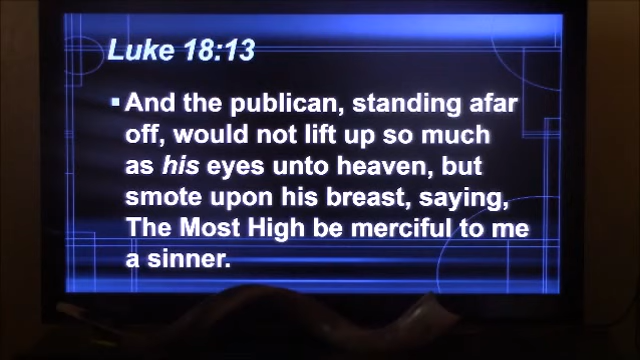 Luke 18:13
▪And the publican, standing afar
off, would not lift up so much
as his eyes unto heaven, but
smote upon his breast, saying,
The Most High be merciful to me
a sinner.